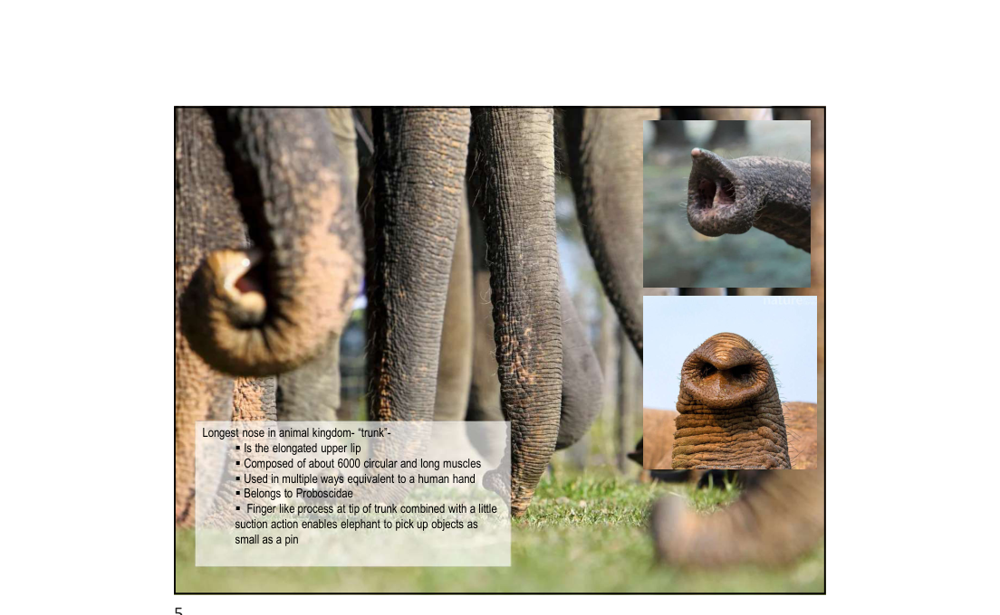 Longest nose in animal kingdom- “trunk”-
▪ Is the elongated upper lip
▪ Composed of about 6000 circular and long muscles
▪ Used in multiple ways equivalent to a human hand
▪ Belongs to Proboscidae
▪ Finger like process at tip of trunk combined with a little
suction action enables elephant to pick up objects as
small as a pin
5